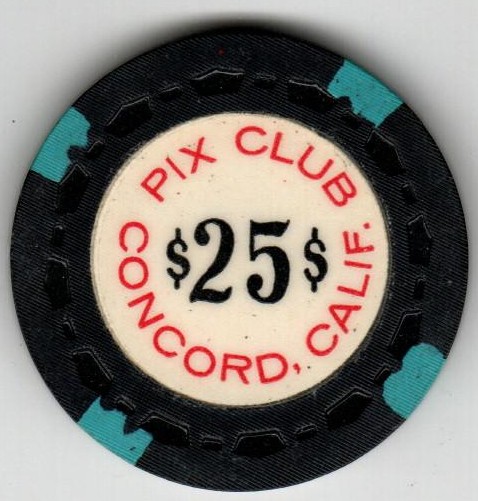 PIX CLUB
$25$
CONCORD, CALIF.